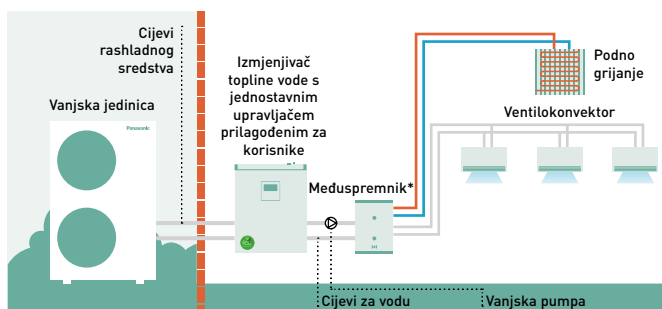 Cijevi
rashladnog
sredstva
Vanjska jedinica
Panasonic
Izmjenjivač
topline vode s
jednostavnim
upravljačem
prilagođenim za
korisnike
Međuspremnik*
Podno
grijanje
Ventilokonvektor
Cijevi za vodu
Vanjska pumpa